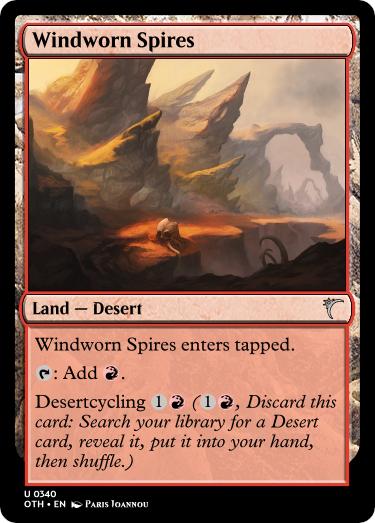 Windworn Spires
Land — Desert
Windworn Spires enters tapped.
: Add .
Desertcycling 1 (1, Discard this
card: Search your library for a Desert
card, reveal it, put it into your hand,
then shuffle.)
U 0340
OTH • EN Paris Joannou